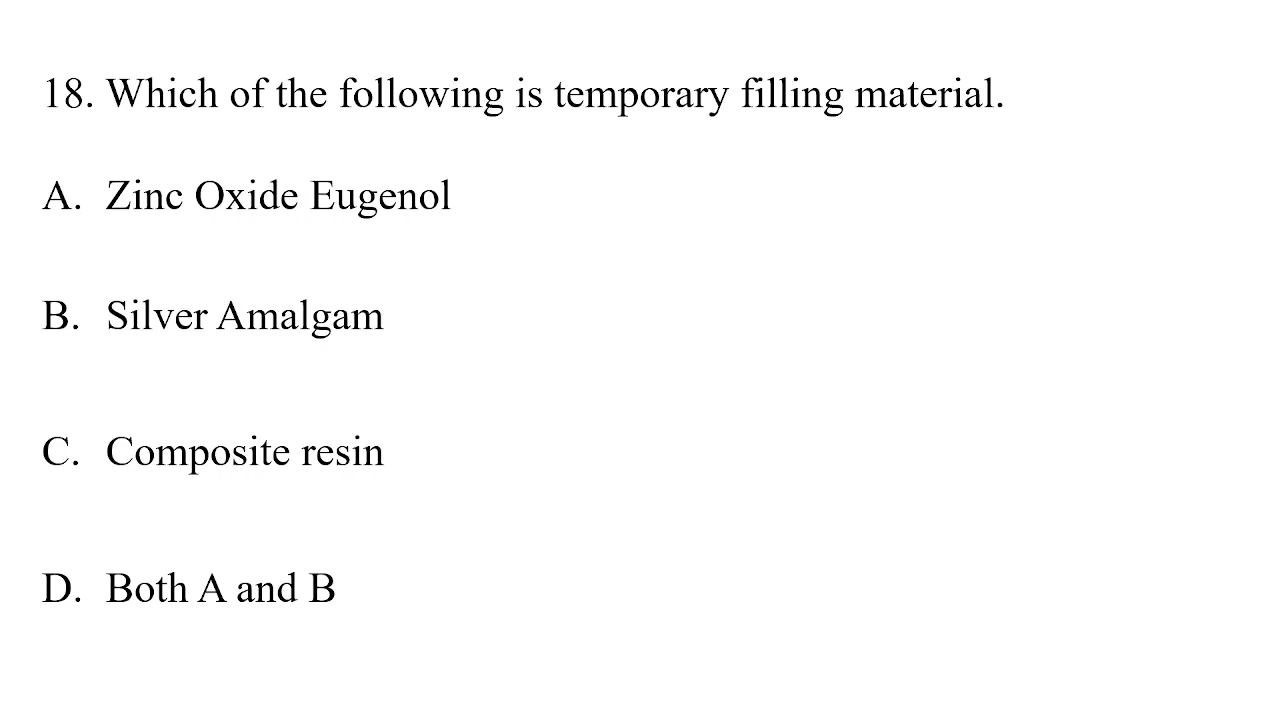 18. Which of the following is temporary filling material.
A. Zinc Oxide Eugenol
B. Silver Amalgam
C. Composite resin
D. Both A and B